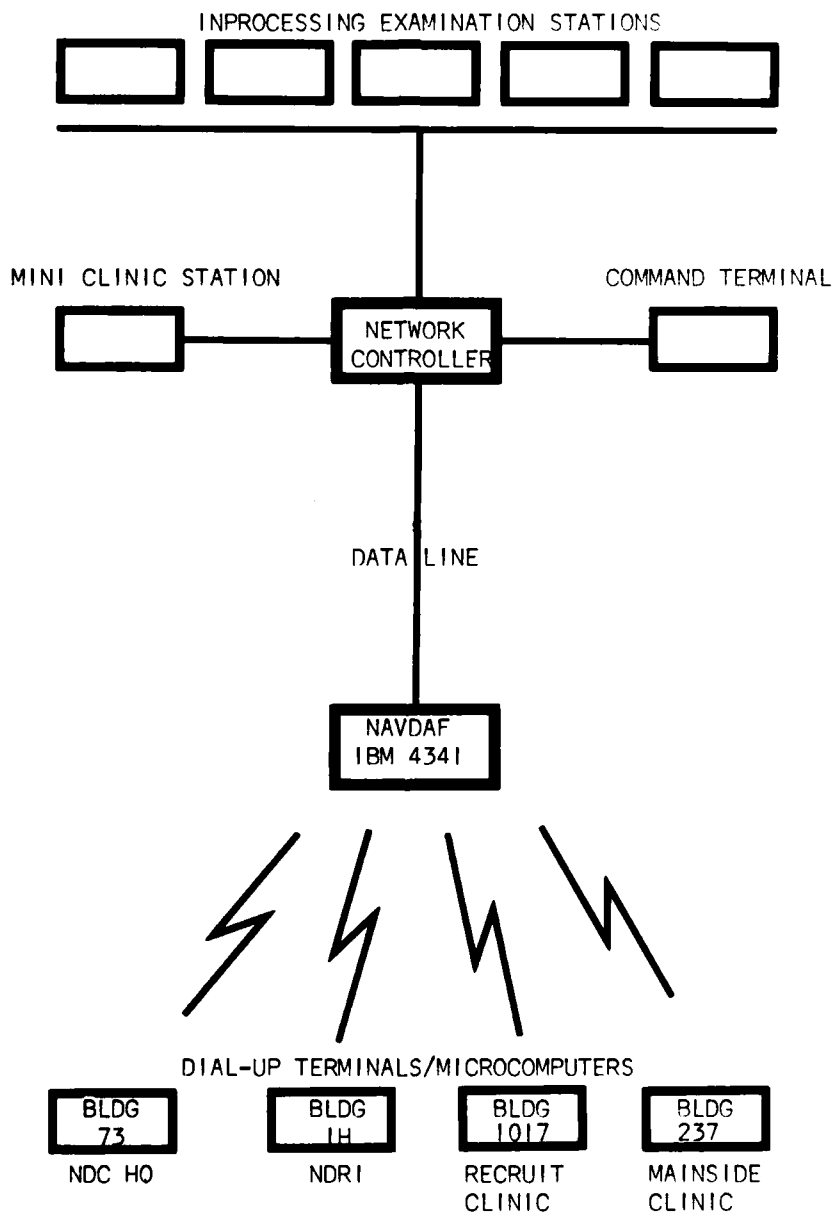 INPROCESSING EXAMINATION STATIONS
MINI CLINIC STATION
COMMAND TERMINAL
NETWORK
CONTROLLER
DATA LINE
NAVDAF
IBM 4341
DIAL-UP TERMINALS/MICROCOMPUTERS
BLDG
73
NDC HQ
BLDG
1H
NDRI
BLDG
1017
RECRUIT
CLINIC
BLDG
237
MAINSIDE
CLINIC